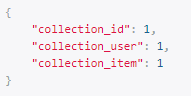 {
    "collection_id": 1,
    "collection_user": 1,
    "collection_item": 1
}